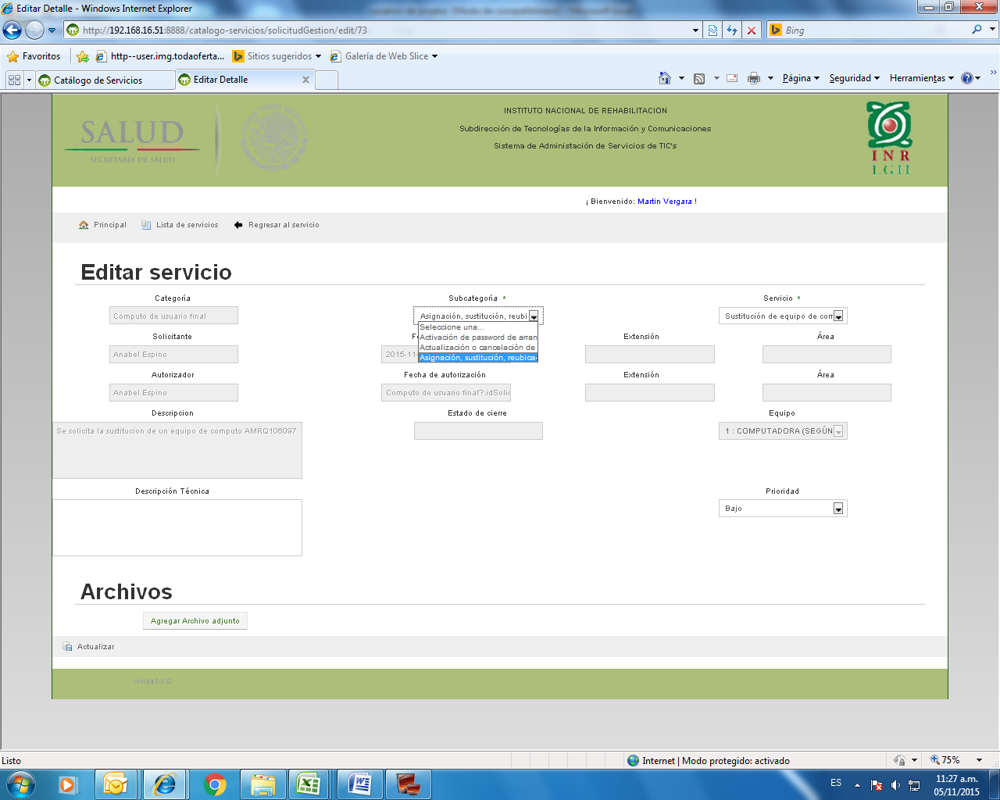 Editar Detalle - Windows Internet Explorer
http://192.168.16.51:8888/catalogo-servicios/solicitudGestion/edit/73
Bing
Favoritos
http--user.img.todaoferta...
Sitios sugeridos
Galería de Web Slice
Catálogo de Servicios
Editar Detalle
Página
Seguridad
Herramientas
SALUD
SECRETARÍA DE SALUD
INSTITUTO NACIONAL DE REHABILITACION
Subdirección de Tecnologías de la Información y Comunicaciones
Sistema de Administación de Servicios de TIC's
INR
LGII
¡ Bienvenido: Martin Vergara !
Principal
Lista de servicios
Regresar al servicio
Editar servicio
Categoría
Subcategoría *
Servicio *
Computo de usuario final
Asignación, sustitución, reubi
Sustitución de equipo de com
Seleccione una...
Activación de password de arran
Actualización o cancelación de
Asignación, sustitución, reubica
Solicitante
F
Extensión
Área
Anabel Espino
2015-11
Autorizador
Fecha de autorización
Extensión
Área
Anabel Espino
Computo de usuario final?:idSolic
Descripcion
Estado de cierre
Equipo
Se solicita la sustitucion de un equipo de computo AMRQ106097
1 : COMPUTADORA (SEGÚN
Descripción Técnica
Prioridad
Bajo
Archivos
Agregar Archivo adjunto
Actualizar
Versión 0.3.12
Listo
Internet | Modo protegido: activado
75%
ES
11:27 a.m.
05/11/2015